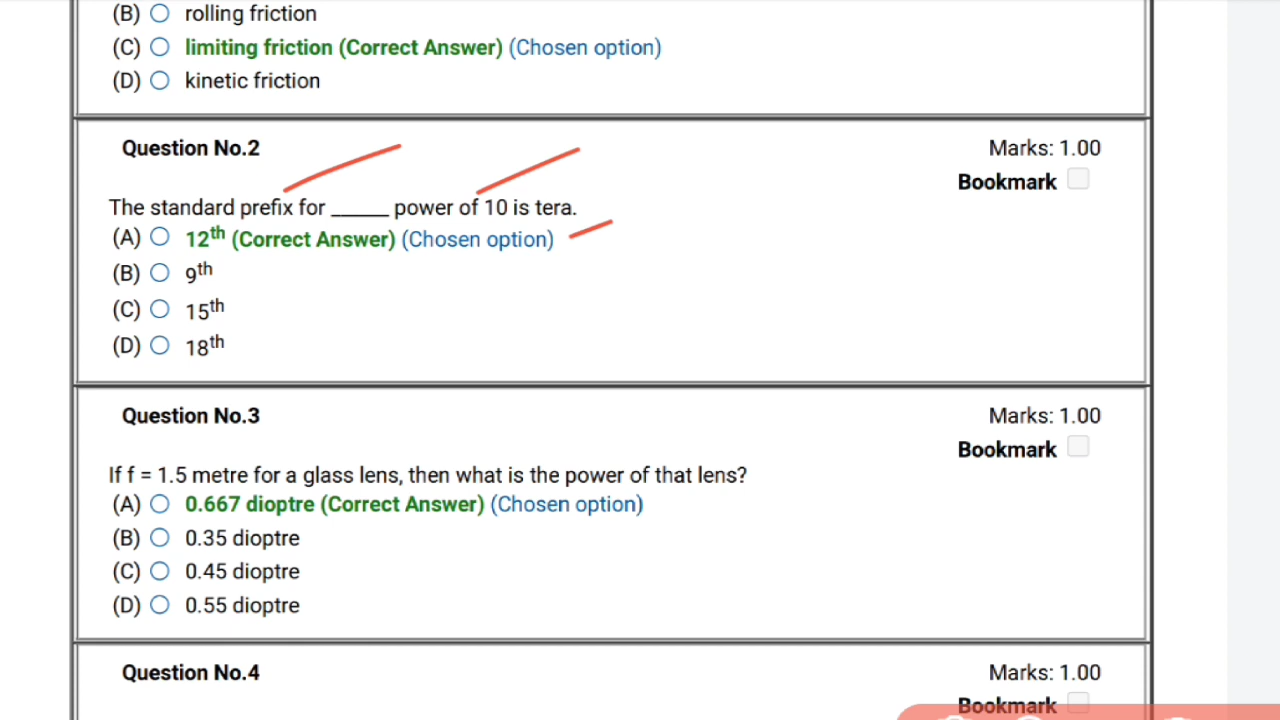 (B) rolling friction
(C) limiting friction (Correct Answer) (Chosen option)
(D) kinetic friction
Question No.2 Marks: 1.00
Bookmark
The standard prefix for _____ power of 10 is tera.
(A) 12th (Correct Answer) (Chosen option)
(B) 9th
(C) 15th
(D) 18th
Question No.3 Marks: 1.00
Bookmark
If f = 1.5 metre for a glass lens, then what is the power of that lens?
(A) 0.667 dioptre (Correct Answer) (Chosen option)
(B) 0.35 dioptre
(C) 0.45 dioptre
(D) 0.55 dioptre
Question No.4 Marks: 1.00
Bookmark